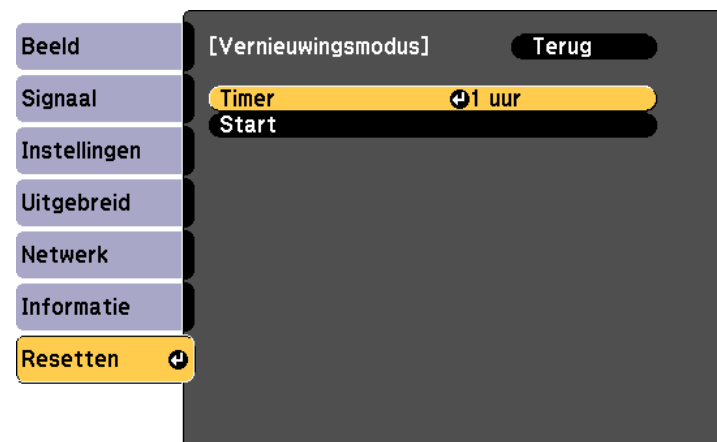 Beeld
Signaal
Instellingen
Uitgebreid
Netwerk
Informatie
Resetten
[Vernieuwingsmodus] Terug
Timer 1 uur
Start